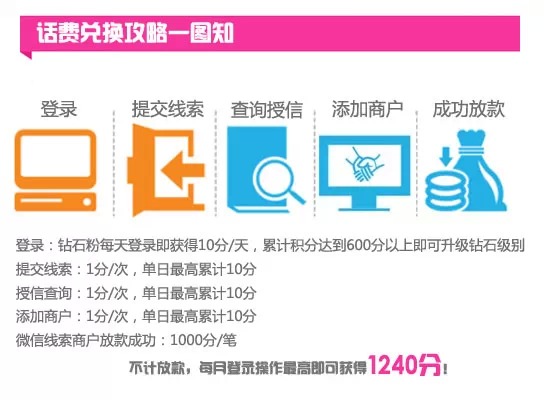 话费兑换攻略一图知
登录 提交线索 查询授信 添加商户 成功放款
登录：钻石粉每天登录即获得10分/天，累计积分达到600分以上即可升级钻石级别
提交线索：1分/次，单日最高累计10分
授信查询：1分/次，单日最高累计10分
添加商户：1分/次，单日最高累计10分
微信线索商户放款成功：1000分/笔
不计放款，每月登录操作最高即可获得1240分！